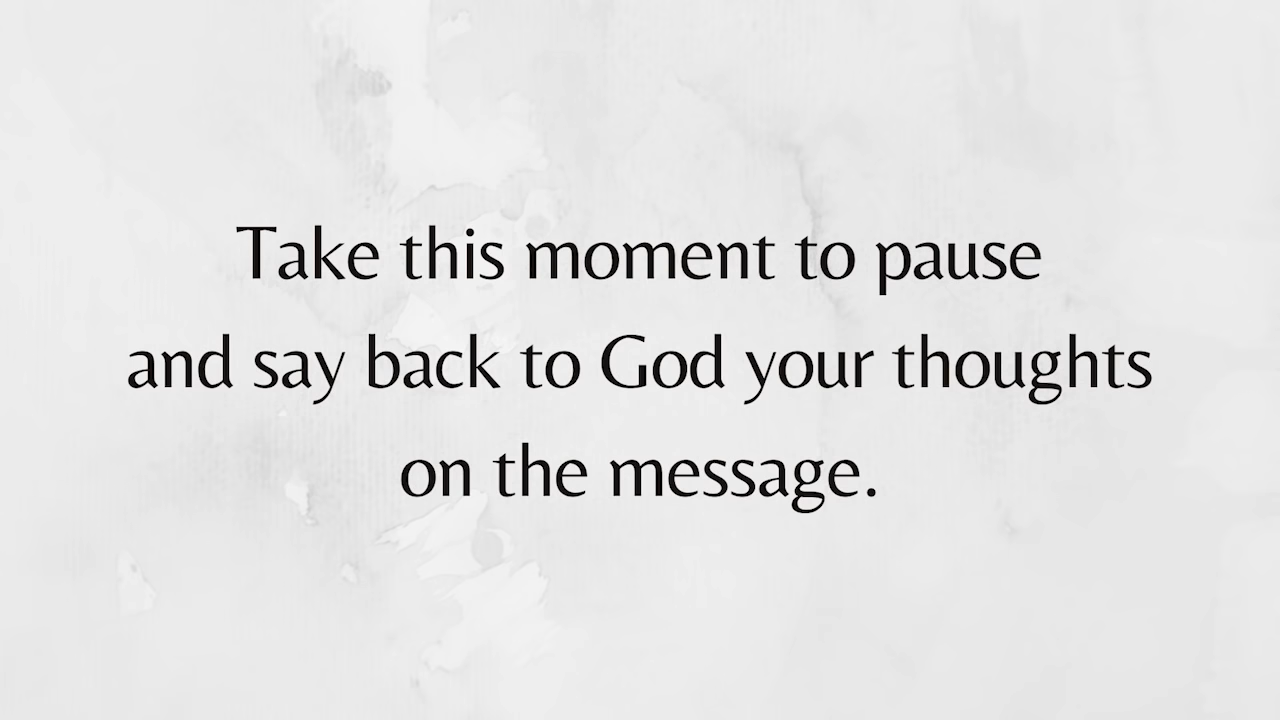 Take this moment to pause
and say back to God your thoughts
on the message.